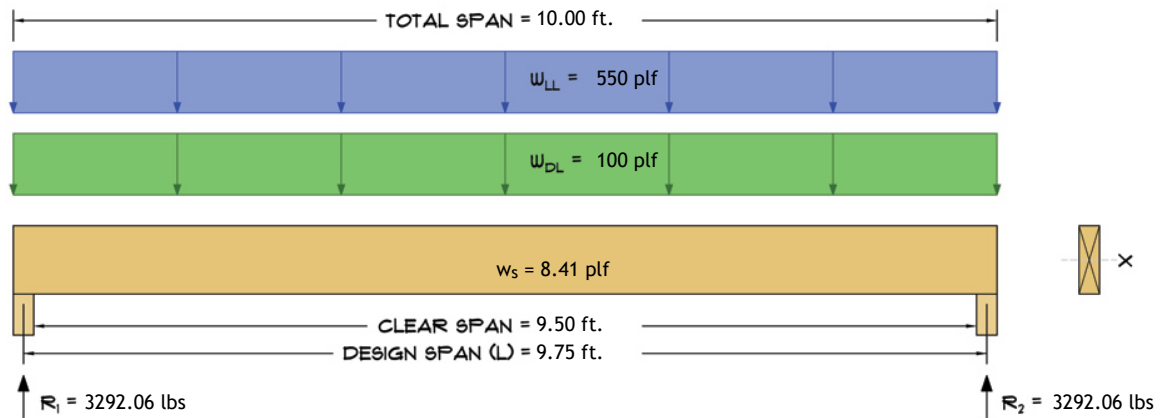 TOTAL SPAN = 10.00 ft.
wLL = 550 plf
wDL = 100 plf
ws = 8.41 plf
X
CLEAR SPAN = 9.50 ft.
DESIGN SPAN (L) = 9.75 ft.
R1 = 3292.06 lbs
R2 = 3292.06 lbs